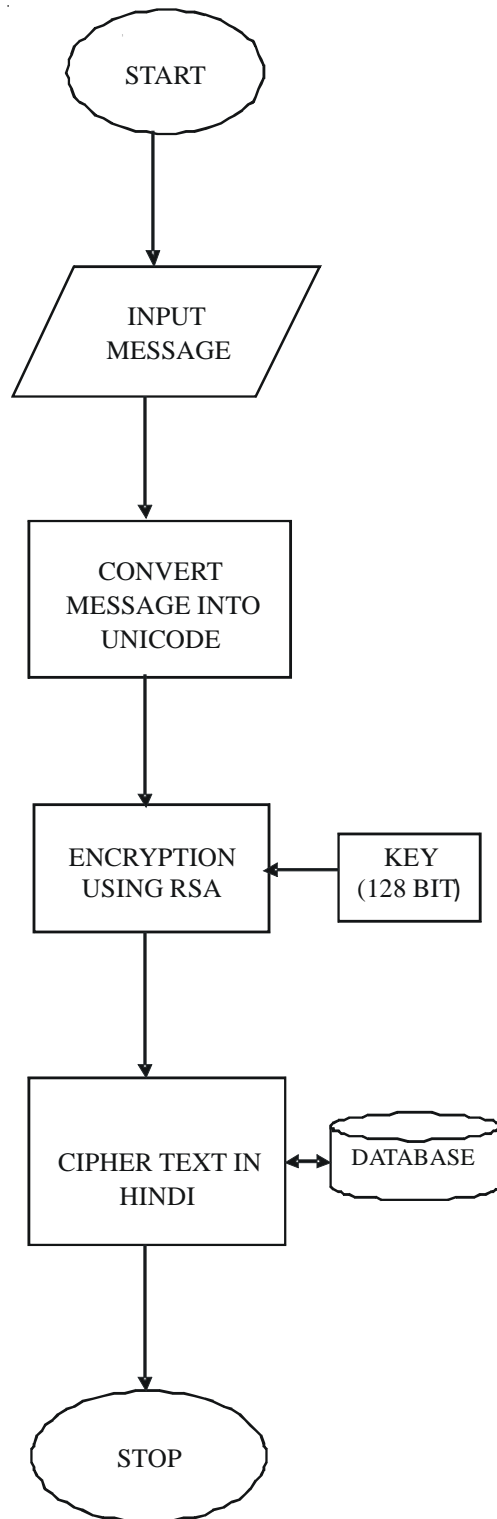 START
INPUT
MESSAGE
CONVERT
MESSAGE INTO
UNICODE
ENCRYPTION
USING RSA
KEY
(128 BIT)
CIPHER TEXT IN
HINDI
DATABASE
STOP